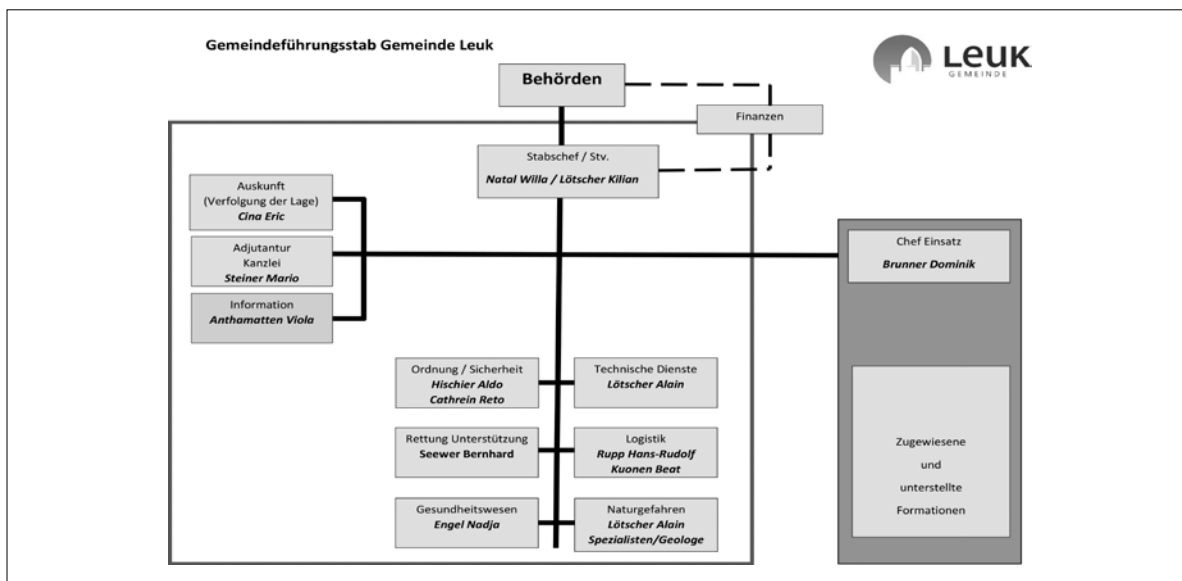 Gemeindeführungsstab Gemeinde Leuk
Leuk
GEMEINDE
Behörden
Finanzen
Stabschef / Stv.
Natal Willa / Lötscher Kilian
Auskunft
(Verfolgung der Lage)
Cina Eric
Adjutantur
Kanzlei
Steiner Mario
Information
Anthamatten Viola
Chef Einsatz
Brunner Dominik
Ordnung / Sicherheit
Hischier Aldo
Cathrein Reto
Technische Dienste
Lötscher Alain
Rettung Unterstützung
Seewer Bernhard
Logistik
Rupp Hans-Rudolf
Kuonen Beat
Gesundheitswesen
Engel Nadja
Naturgefahren
Lötscher Alain
Spezialisten/Geologe
Zugewiesene
und
unterstellte
Formationen